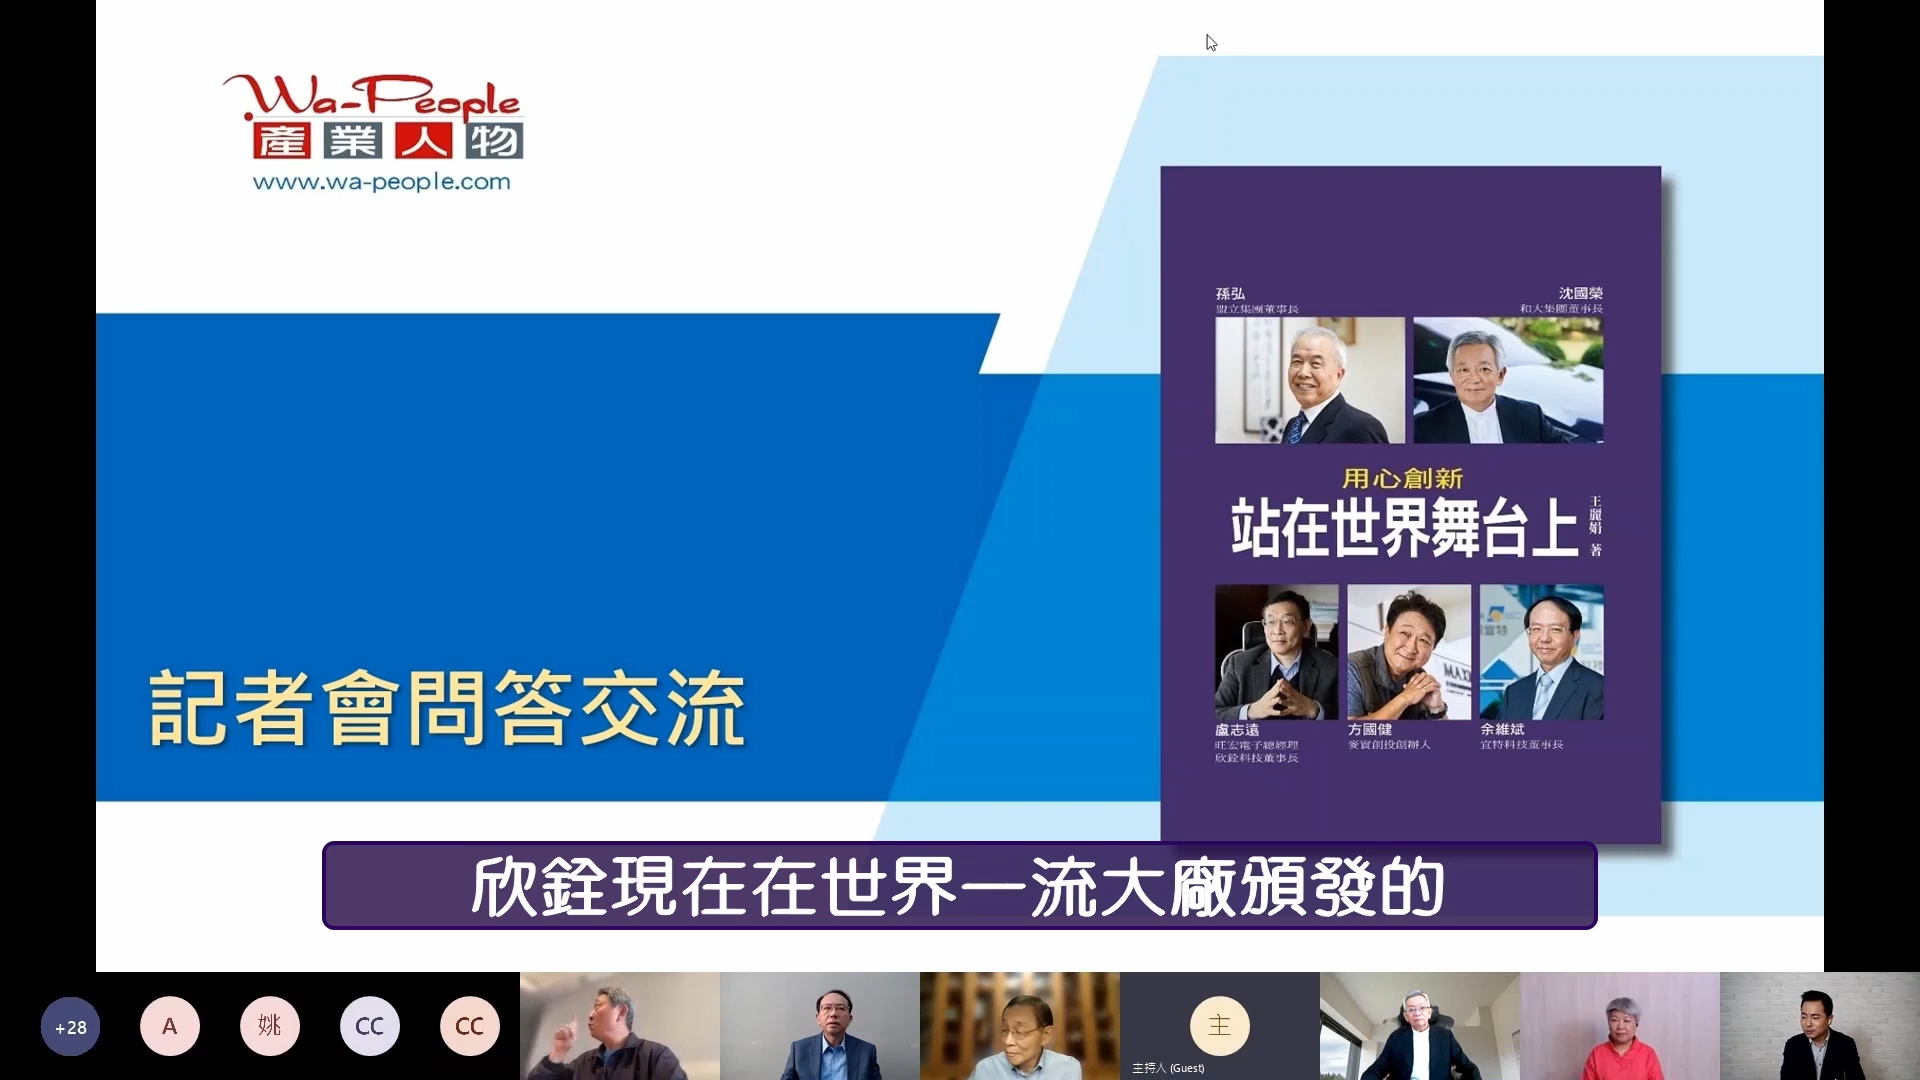 Wa-People
產業人物
www.wa-people.com
孫弘
盟立集團董事長
沈國榮
和大集團董事長
用心創新
站在世界舞台上
王麗娟 著
MAX
宜特
盧志遠
旺宏電子總經理
欣銓科技董事長
方國健
麥實創投創辦人
余維斌
宜特科技董事長
記者會問答交流
欣銓現在在世界一流大廠頒發的
+28
A
姚
CC
CC
主
主持人 (Guest)